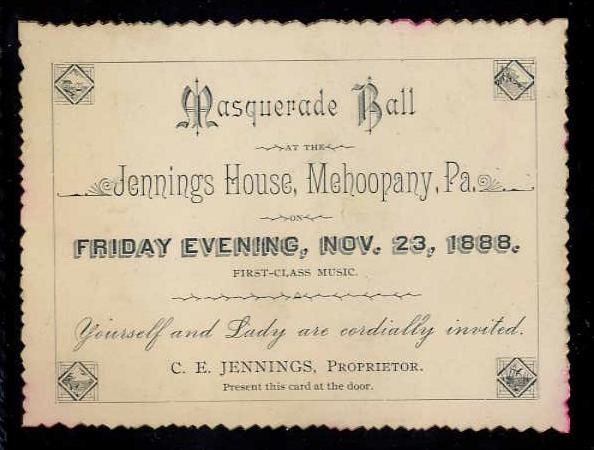 Masquerade Ball
AT THE
Jennings House, Mehoopany, Pa.
ON
FRIDAY EVENING, NOV. 23, 1888.
FIRST-CLASS MUSIC.
Yourself and Lady are cordially invited.
C. E. JENNINGS, PROPRIETOR.
Present this card at the door.